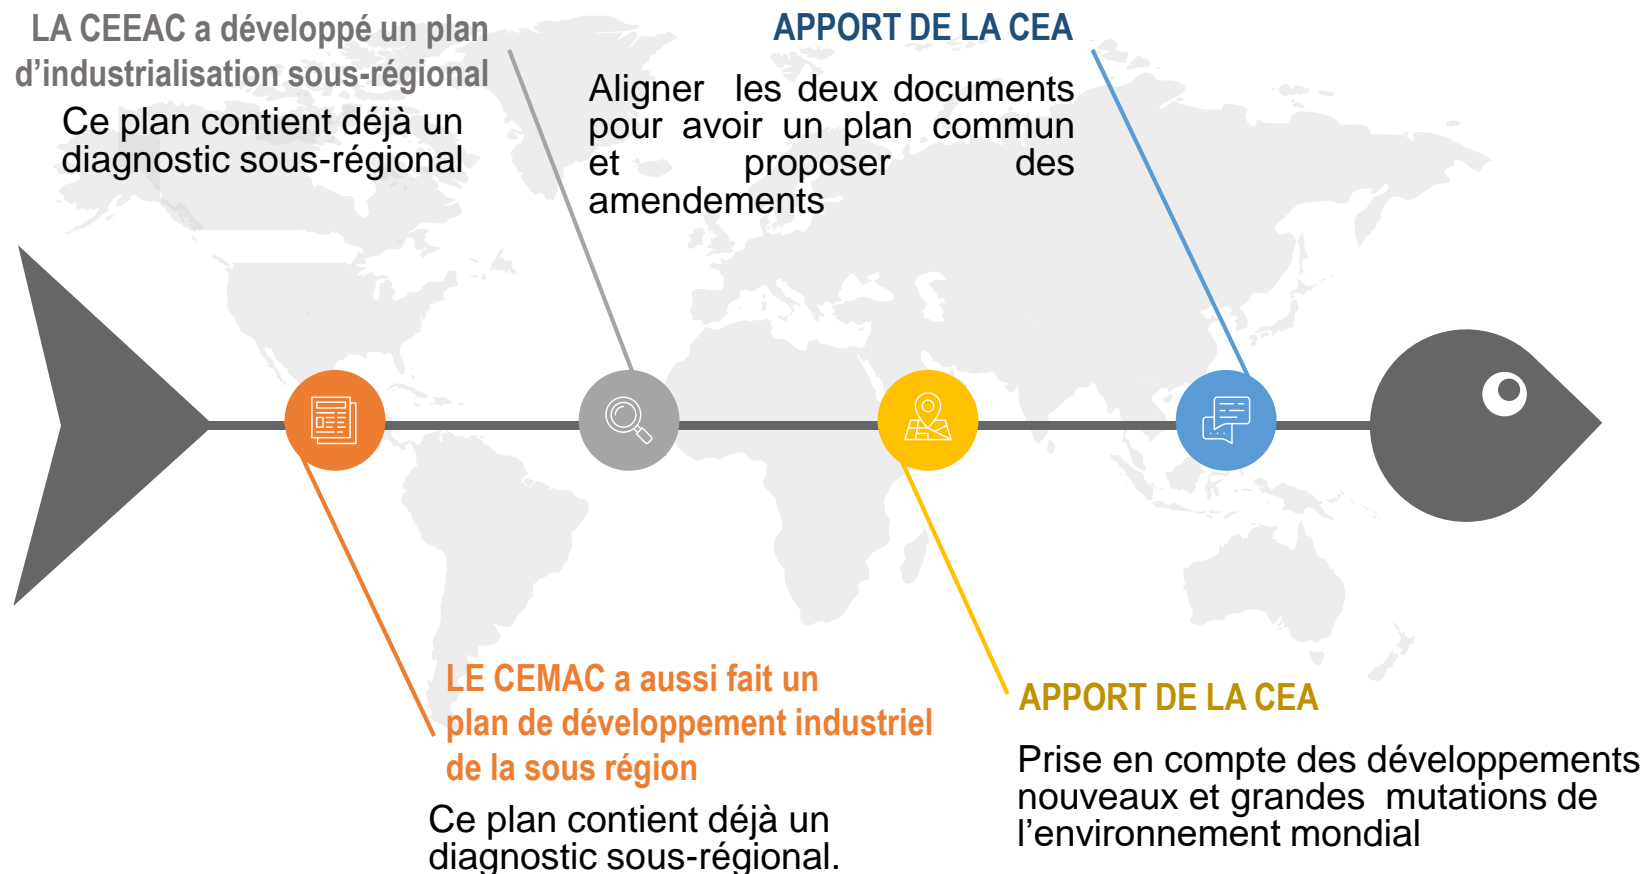 LA CEEAC a développé un plan
d’industrialisation sous-régional
Ce plan contient déjà un
diagnostic sous-régional
APPORT DE LA CEA
Aligner les deux documents
pour avoir un plan commun
et proposer des
amendements
LE CEMAC a aussi fait un
plan de développement industriel
de la sous région
Ce plan contient déjà un
diagnostic sous-régional.
APPORT DE LA CEA
Prise en compte des développements
nouveaux et grandes mutations de
l’environnement mondial